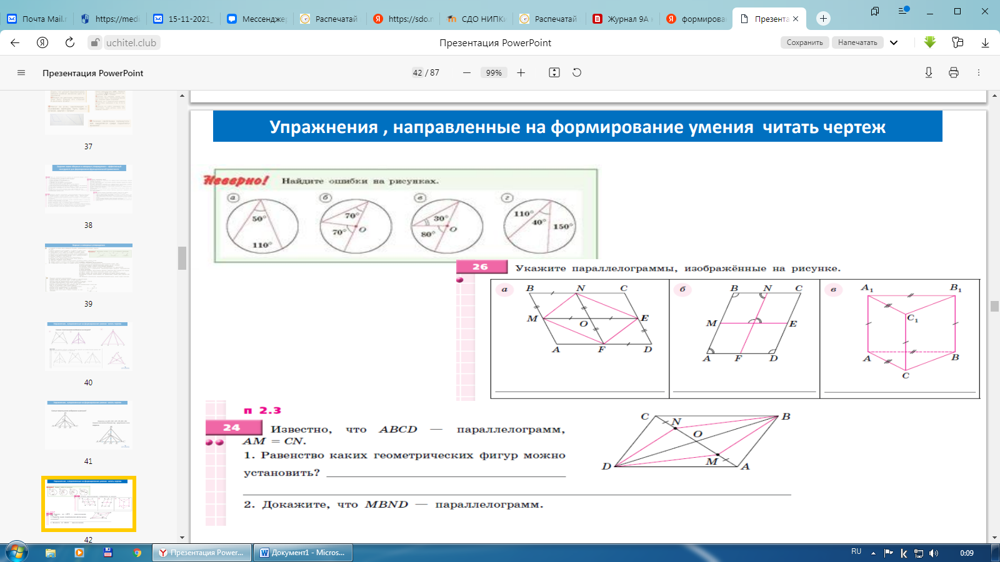 Почта Mail.r
https://medi
15-11-2021_
Мессенджер
Распечатай
https://sdo.n
СДО НИПКи
Распечатай
Журнал 9А
формирован
Презента
uchitel.club
Презентация PowerPoint
Сохранить
Напечатать
Презентация PowerPoint
42 / 87
99%
37
38
39
40
41
42
Упражнения , направленные на формирование умения читать чертеж
Неверно! Найдите ошибки на рисунках.
а
50°
110°
б
70°
70°
O
в
30°
80°
O
г
110°
40°
150°
26 Укажите параллелограммы, изображённые на рисунке.
а
B N C
M O E
A F D
б
B N C
M E
A F D
в
A₁ B₁
C₁
A B
C
п 2.3
24 Известно, что ABCD — параллелограмм,
AM = CN.
1. Равенство каких геометрических фигур можно
установить?
2. Докажите, что MBND — параллелограмм.
C N B
O
D M A
Презентация Power...
Документ1 - Micros...
RU
0:09